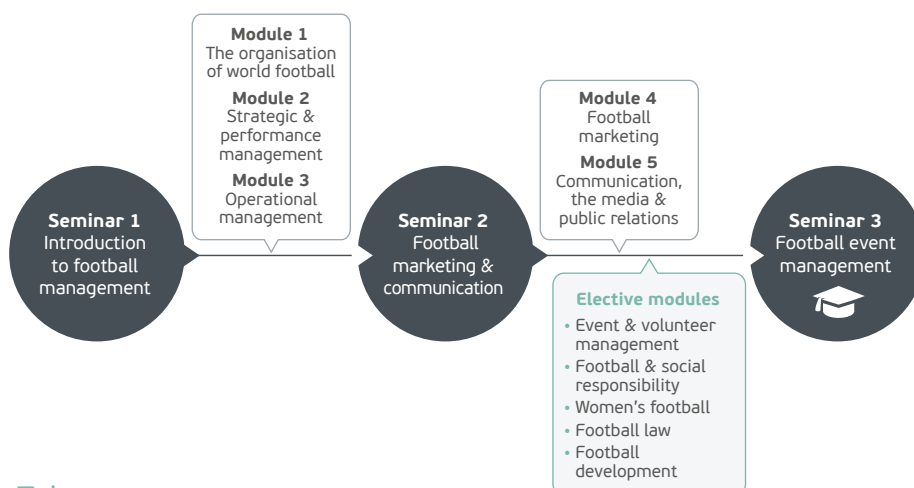 Seminar 1
Introduction
to football
management
Module 1
The organisation
of world football
Module 2
Strategic &
performance
management
Module 3
Operational
management
Seminar 2
Football
marketing &
communication
Module 4
Football
marketing
Module 5
Communication,
the media &
public relations
Elective modules
• Event & volunteer
management
• Football & social
responsibility
• Women's football
• Football law
• Football
development
Seminar 3
Football event
management